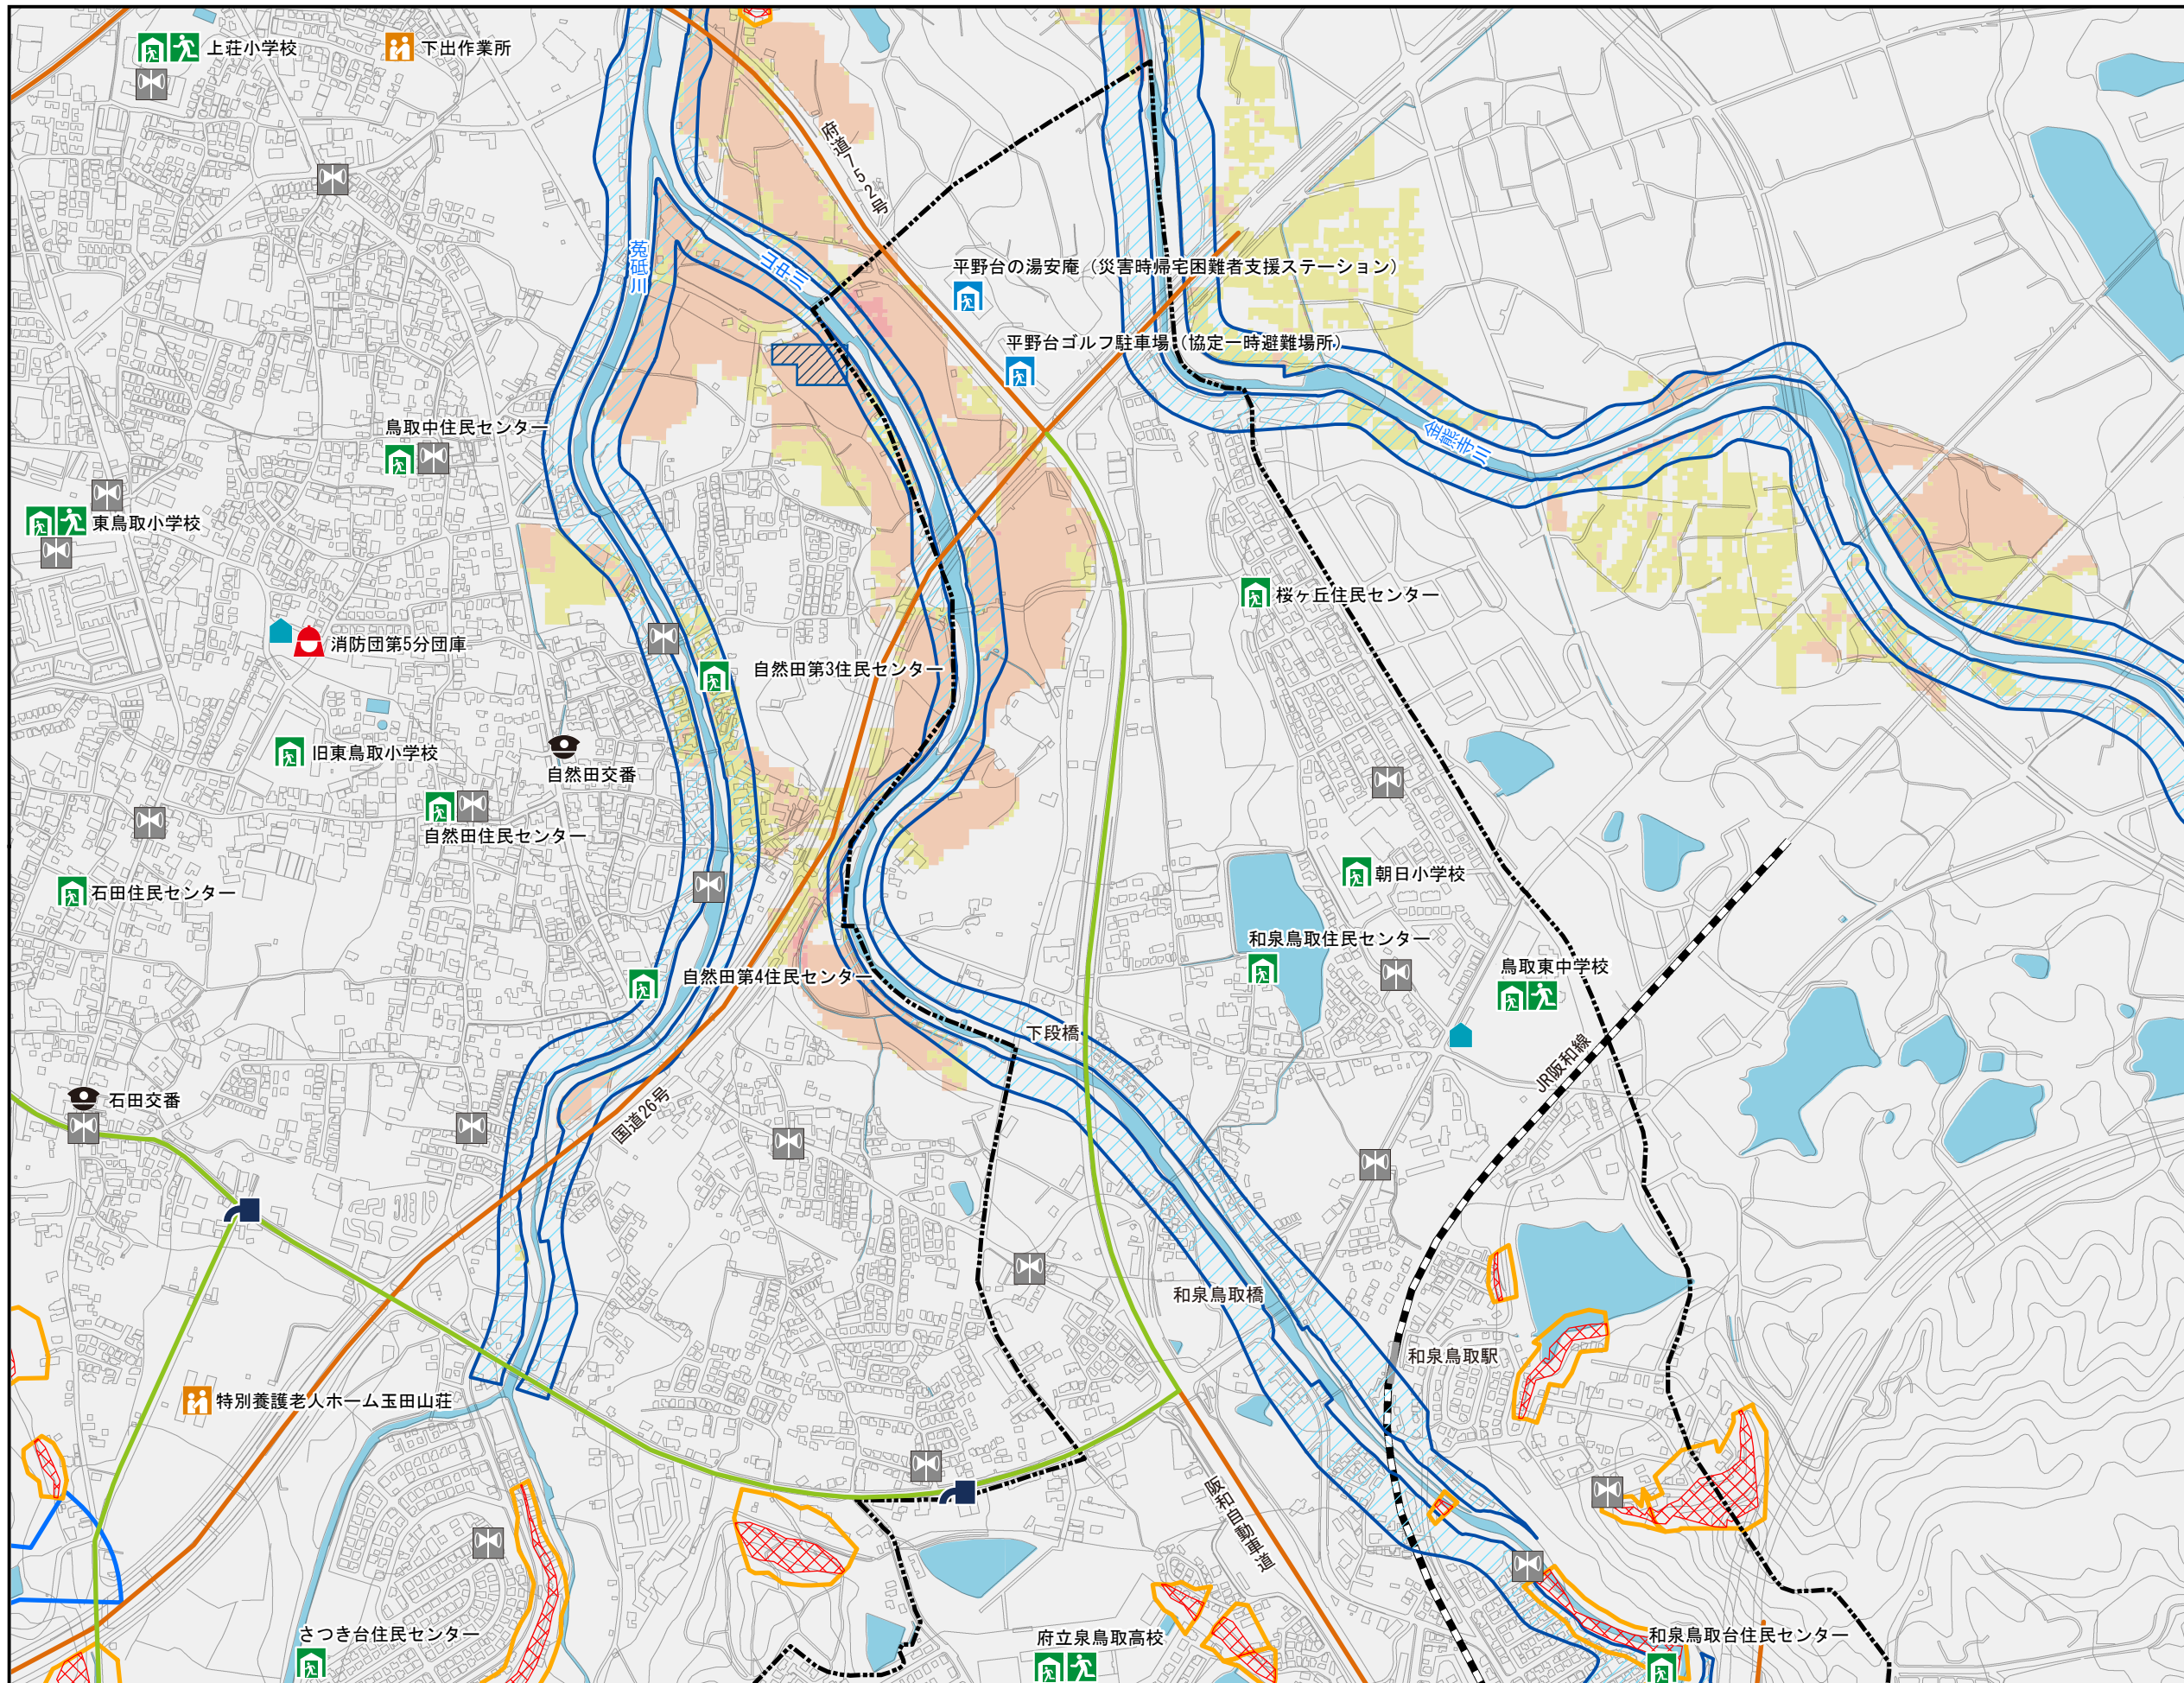 上荘小学校
下出作業所
府道752号
菟砥川
山中川
平野台の湯安庵（災害時帰宅困難者支援ステーション）
平野台ゴルフ駐車場（協定一時避難場所）
鳥取中住民センター
金熊寺川
東鳥取小学校
桜ヶ丘住民センター
消防団第5分団庫
自然田第3住民センター
旧東鳥取小学校
自然田交番
自然田住民センター
朝日小学校
石田住民センター
和泉鳥取住民センター
自然田第4住民センター
鳥取東中学校
下段橋
JR阪和線
石田交番
国道26号
和泉鳥取橋
和泉鳥取駅
特別養護老人ホーム玉田山荘
阪和自動車道
さつき台住民センター
府立泉鳥取高校
和泉鳥取台住民センター